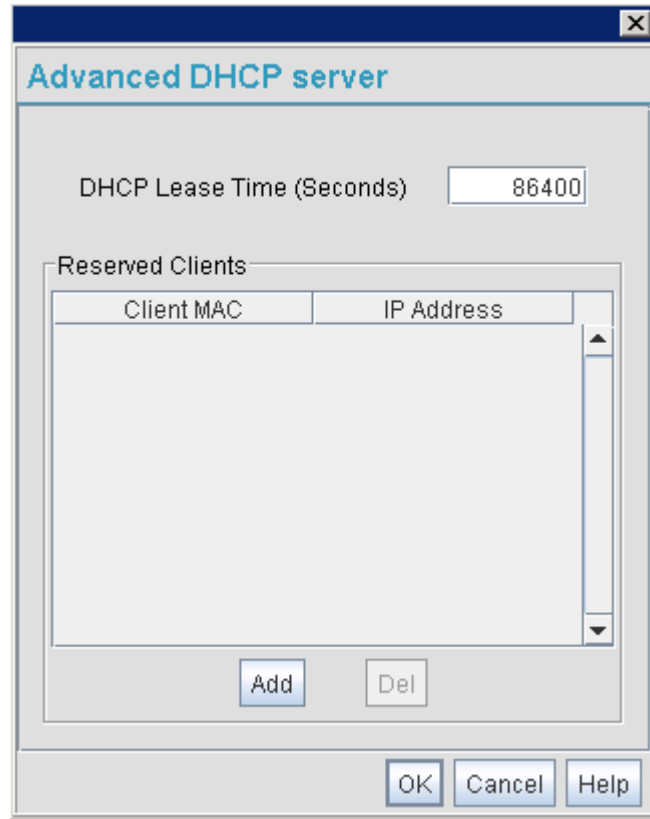 Advanced DHCP server
DHCP Lease Time (Seconds) 86400
Reserved Clients
Client MAC IP Address
Add Del
OK Cancel Help